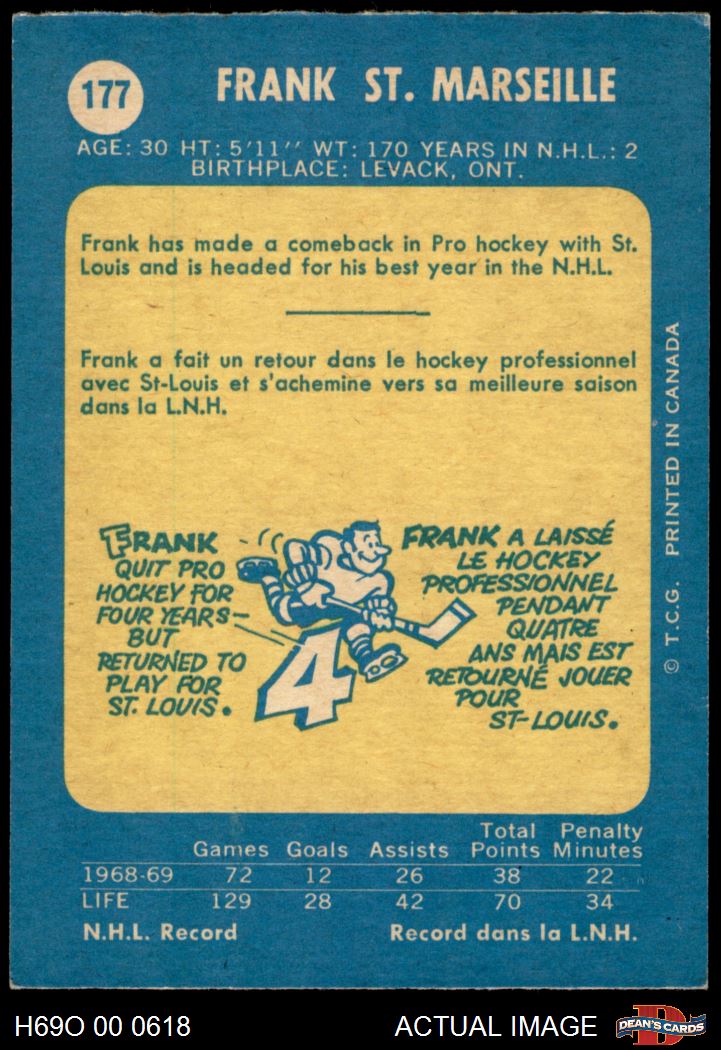 177
FRANK ST. MARSEILLE
AGE: 30 HT: 5'11'' WT: 170 YEARS IN N.H.L.: 2
BIRTHPLACE: LEVACK, ONT.
Frank has made a comeback in Pro hockey with St.
Louis and is headed for his best year in the N.H.L.
Frank a fait un retour dans le hockey professionnel
avec St-Louis et s'achemine vers sa meilleure saison
dans la L.N.H.
FRANK
QUIT PRO
HOCKEY FOR
FOUR YEARS—
BUT
RETURNED TO
PLAY FOR
ST. LOUIS.
4
FRANK A LAISSÉ
LE HOCKEY
PROFESSIONNEL
PENDANT
QUATRE
ANS MAIS EST
RETOURNÉ JOUER
POUR
ST-LOUIS.
© T.C.G. PRINTED IN CANADA
Total Penalty
Games Goals Assists Points Minutes
1968-69 72 12 26 38 22
LIFE 129 28 42 70 34
N.H.L. Record Record dans la L.N.H.
H69O 00 0618 ACTUAL IMAGE
D
DEAN'S CARDS